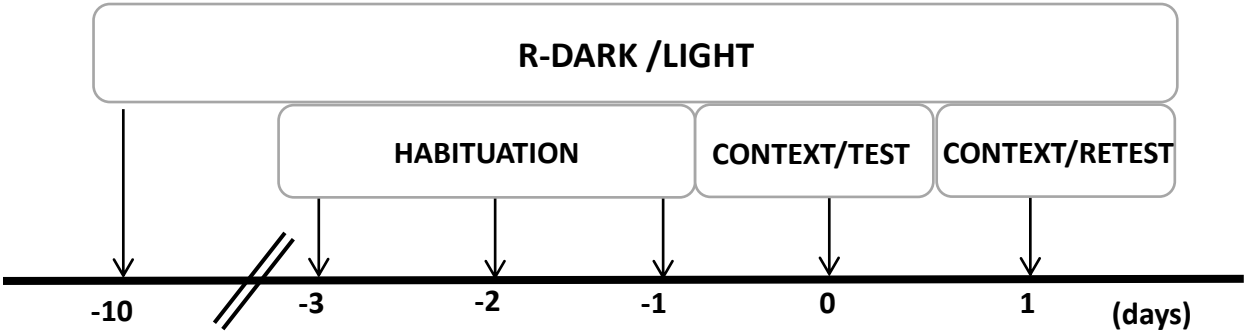 R-DARK /LIGHT
HABITUATION
CONTEXT/TEST
CONTEXT/RETEST
-10
-3
-2
-1
0
1
(days)